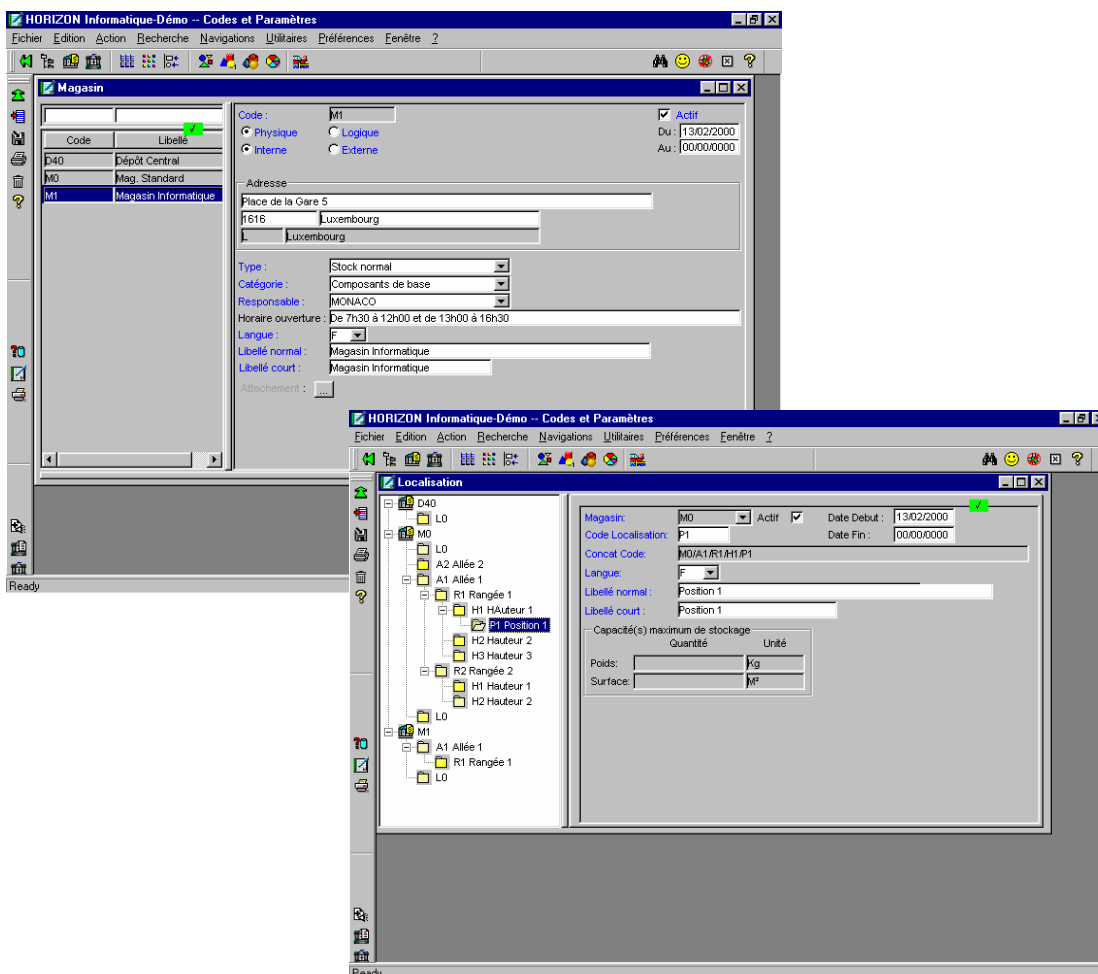 HORIZON Informatique-Démo -- Codes et Paramètres
Fichier Edition Action Recherche Navigations Utilitaires Préférences Fenêtre ?
Magasin
Code Libellé
D40 Dépôt Central
M0 Mag. Standard
M1 Magasin Informatique
Code : M1 Actif
Physique Logique Du : 13/02/2000
Interne Externe Au : 00/00/0000
Adresse
Place de la Gare 5
1616 Luxembourg
L Luxembourg
Type : Stock normal
Catégorie : Composants de base
Responsable : MONACO
Horaire ouverture : De 7h30 à 12h00 et de 13h00 à 16h30
Langue : F
Libellé normal : Magasin Informatique
Libellé court : Magasin Informatique
Attachement : ...
Ready
HORIZON Informatique-Démo -- Codes et Paramètres
Fichier Edition Action Recherche Navigations Utilitaires Préférences Fenêtre ?
Localisation
D40
L0
M0
L0
A2 Allée 2
A1 Allée 1
R1 Rangée 1
H1 HAuteur 1
P1 Position 1
H2 Hauteur 2
H3 Hauteur 3
R2 Rangée 2
H1 Hauteur 1
H2 Hauteur 2
L0
M1
A1 Allée 1
R1 Rangée 1
L0
Magasin: M0 Actif Date Debut : 13/02/2000
Code Localisation: P1 Date Fin : 00/00/0000
Concat Code: M0/A1/R1/H1/P1
Langue: F
Libellé normal : Position 1
Libellé court : Position 1
Capacité(s) maximum de stockage
Quantité Unité
Poids: Kg
Surface: M²
Ready